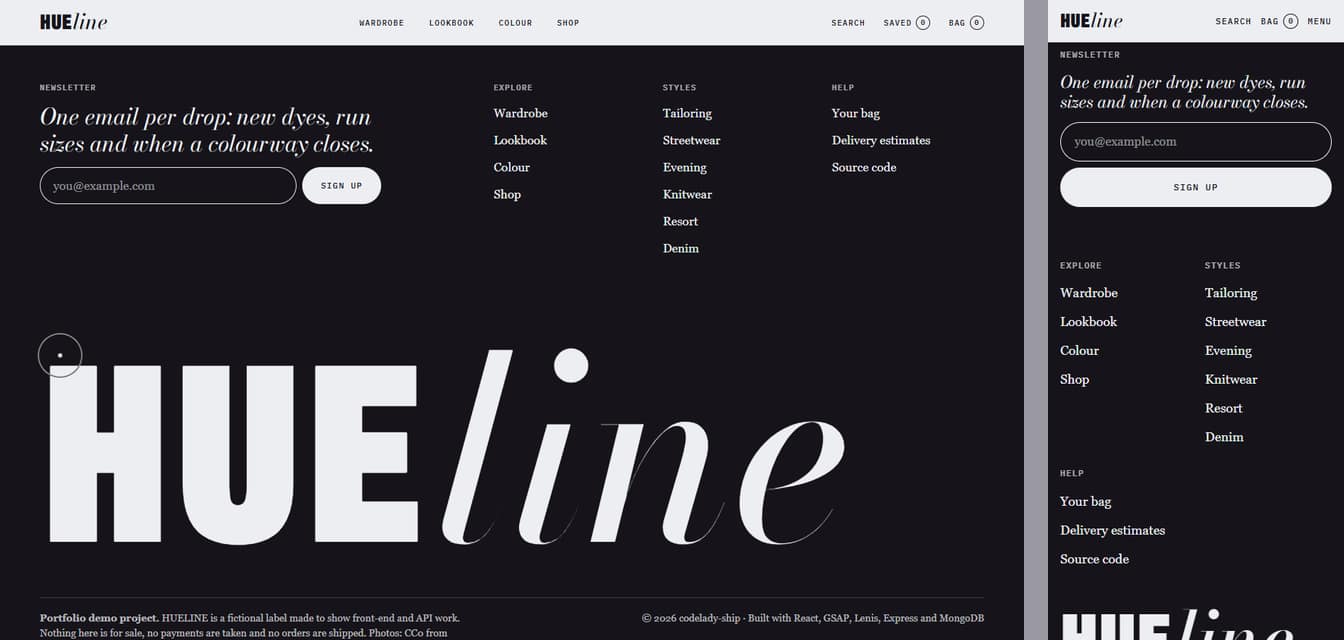 HUEline
WARDROBE LOOKBOOK COLOUR SHOP
SEARCH SAVED 0 BAG 0
NEWSLETTER
One email per drop: new dyes, run
sizes and when a colourway closes.
you@example.com
SIGN UP
EXPLORE
Wardrobe
Lookbook
Colour
Shop
STYLES
Tailoring
Streetwear
Evening
Knitwear
Resort
Denim
HELP
Your bag
Delivery estimates
Source code
HUEline
Portfolio demo project. HUELINE is a fictional label made to show front-end and API work.
Nothing here is for sale, no payments are taken and no orders are shipped. Photos: CC0 from
© 2026 codelady-ship · Built with React, GSAP, Lenis, Express and MongoDB
HUEline
SEARCH BAG 0 MENU
NEWSLETTER
One email per drop: new dyes, run
sizes and when a colourway closes.
you@example.com
SIGN UP
EXPLORE
Wardrobe
Lookbook
Colour
Shop
STYLES
Tailoring
Streetwear
Evening
Knitwear
Resort
Denim
HELP
Your bag
Delivery estimates
Source code
HUEline